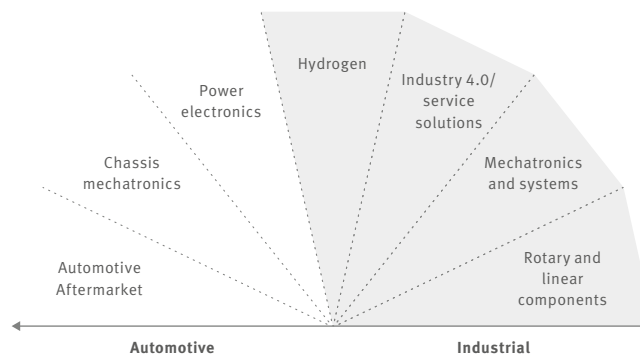 Hydrogen
Power
electronics
Industry 4.0/
service
solutions
Chassis
mechatronics
Mechatronics
and systems
Automotive
Aftermarket
Rotary and
linear
components
Automotive
Industrial